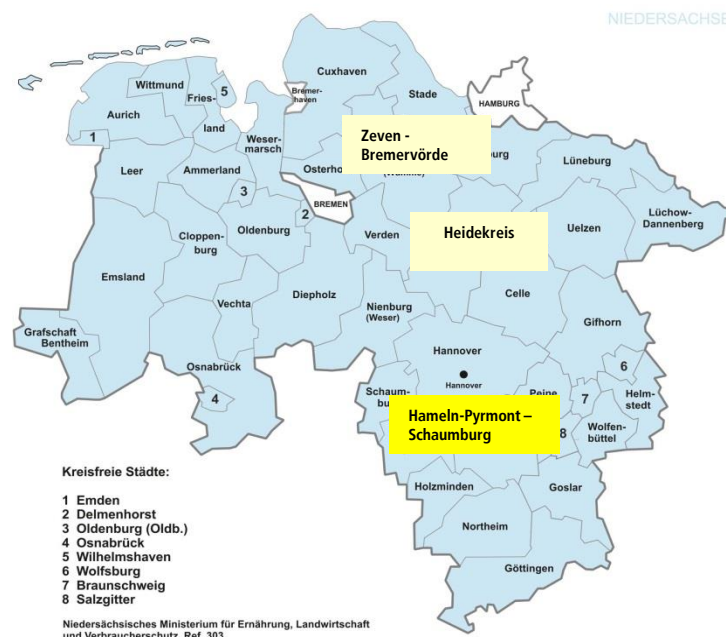 NIEDERSACHSE
Cuxhaven
Wittmund
Stade
5
Bremer-
haven
HAMBURG
Aurich
Fries-
land
1
Weser-
marsch
Zeven -
Bremervörde
Leer
Ammerland
Osterho
(Wümme)
urg
Lüneburg
3
BREMEN
2
Oldenburg
Lüchow-
Dannenberg
Cloppen-
burg
Verden
Heidekreis
Uelzen
Emsland
Vechta
Diepholz
Nienburg
(Weser)
Celle
Gifhorn
Grafschaft
Bentheim
Hannover
Osnabrück
6
Hannover
4
Schaum-
bu
Peine
7
Helm-
stedt
Hameln-Pyrmont –
Schaumburg
8
Wolfen-
büttel
Holzminden
Goslar
Northeim
Göttingen
Kreisfreie Städte:
1 Emden
2 Delmenhorst
3 Oldenburg (Oldb.)
4 Osnabrück
5 Wilhelmshaven
6 Wolfsburg
7 Braunschweig
8 Salzgitter
Niedersächsisches Ministerium für Ernährung, Landwirtschaft
und Verbraucherschutz, Ref. 303